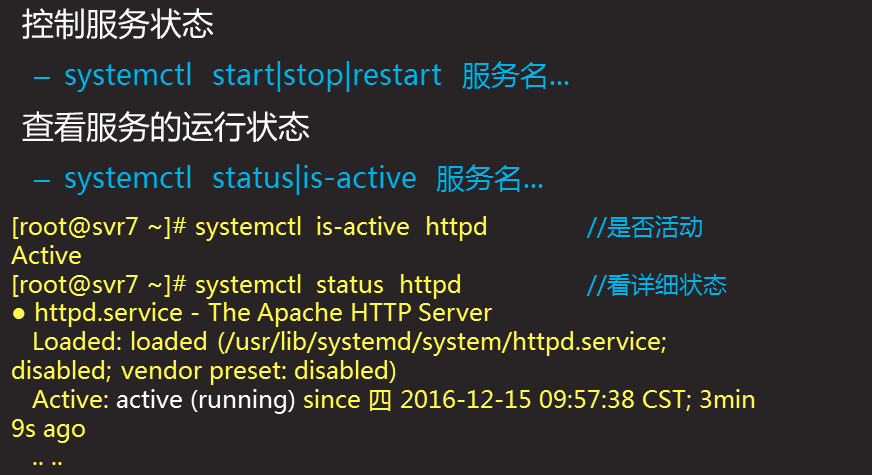 控制服务状态
– systemctl start|stop|restart 服务名...
查看服务的运行状态
– systemctl status|is-active 服务名...
[root@svr7 ~]# systemctl is-active httpd //是否活动
Active
[root@svr7 ~]# systemctl status httpd //看详细状态
● httpd.service - The Apache HTTP Server
Loaded: loaded (/usr/lib/systemd/system/httpd.service;
disabled; vendor preset: disabled)
Active: active (running) since 四 2016-12-15 09:57:38 CST; 3min
9s ago
.. ..